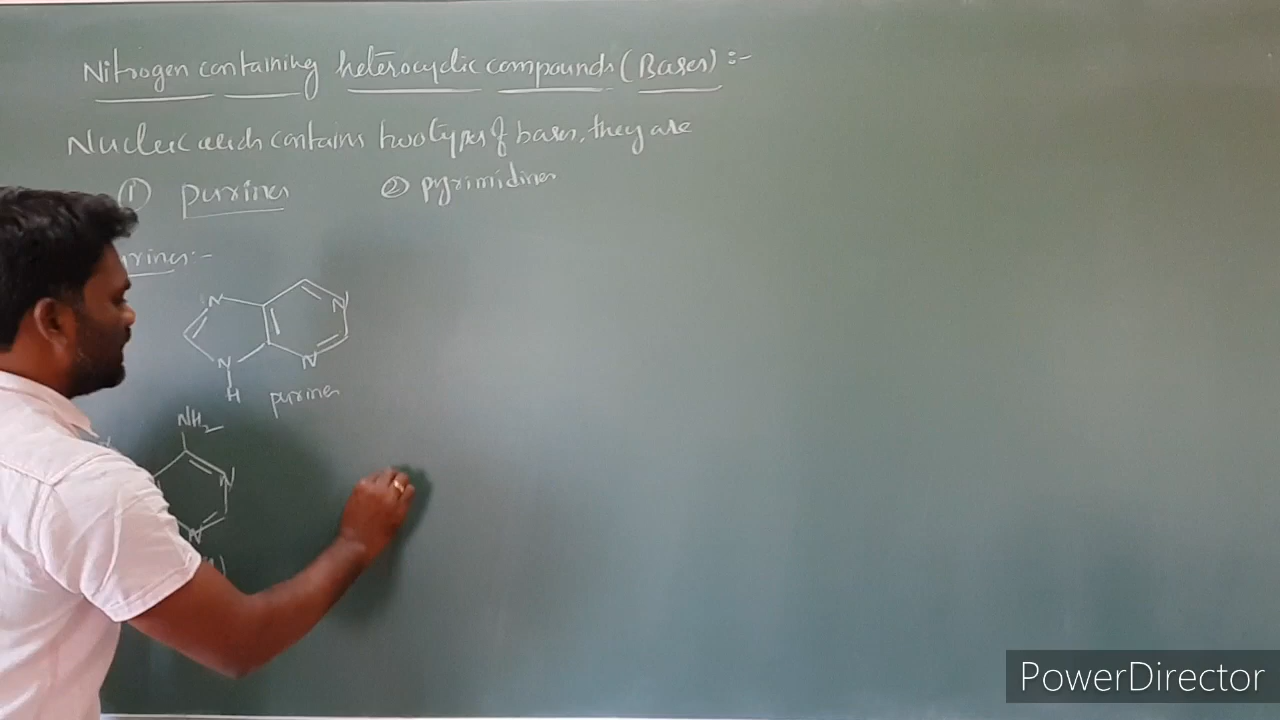 Nitrogen containing heterocyclic compounds (Bases) :-
Nucleic acids contains two types of bases, they are
① purines ② pyrimidines
urines:-
N N
N N
H purines
NH2
N
N
PowerDirector